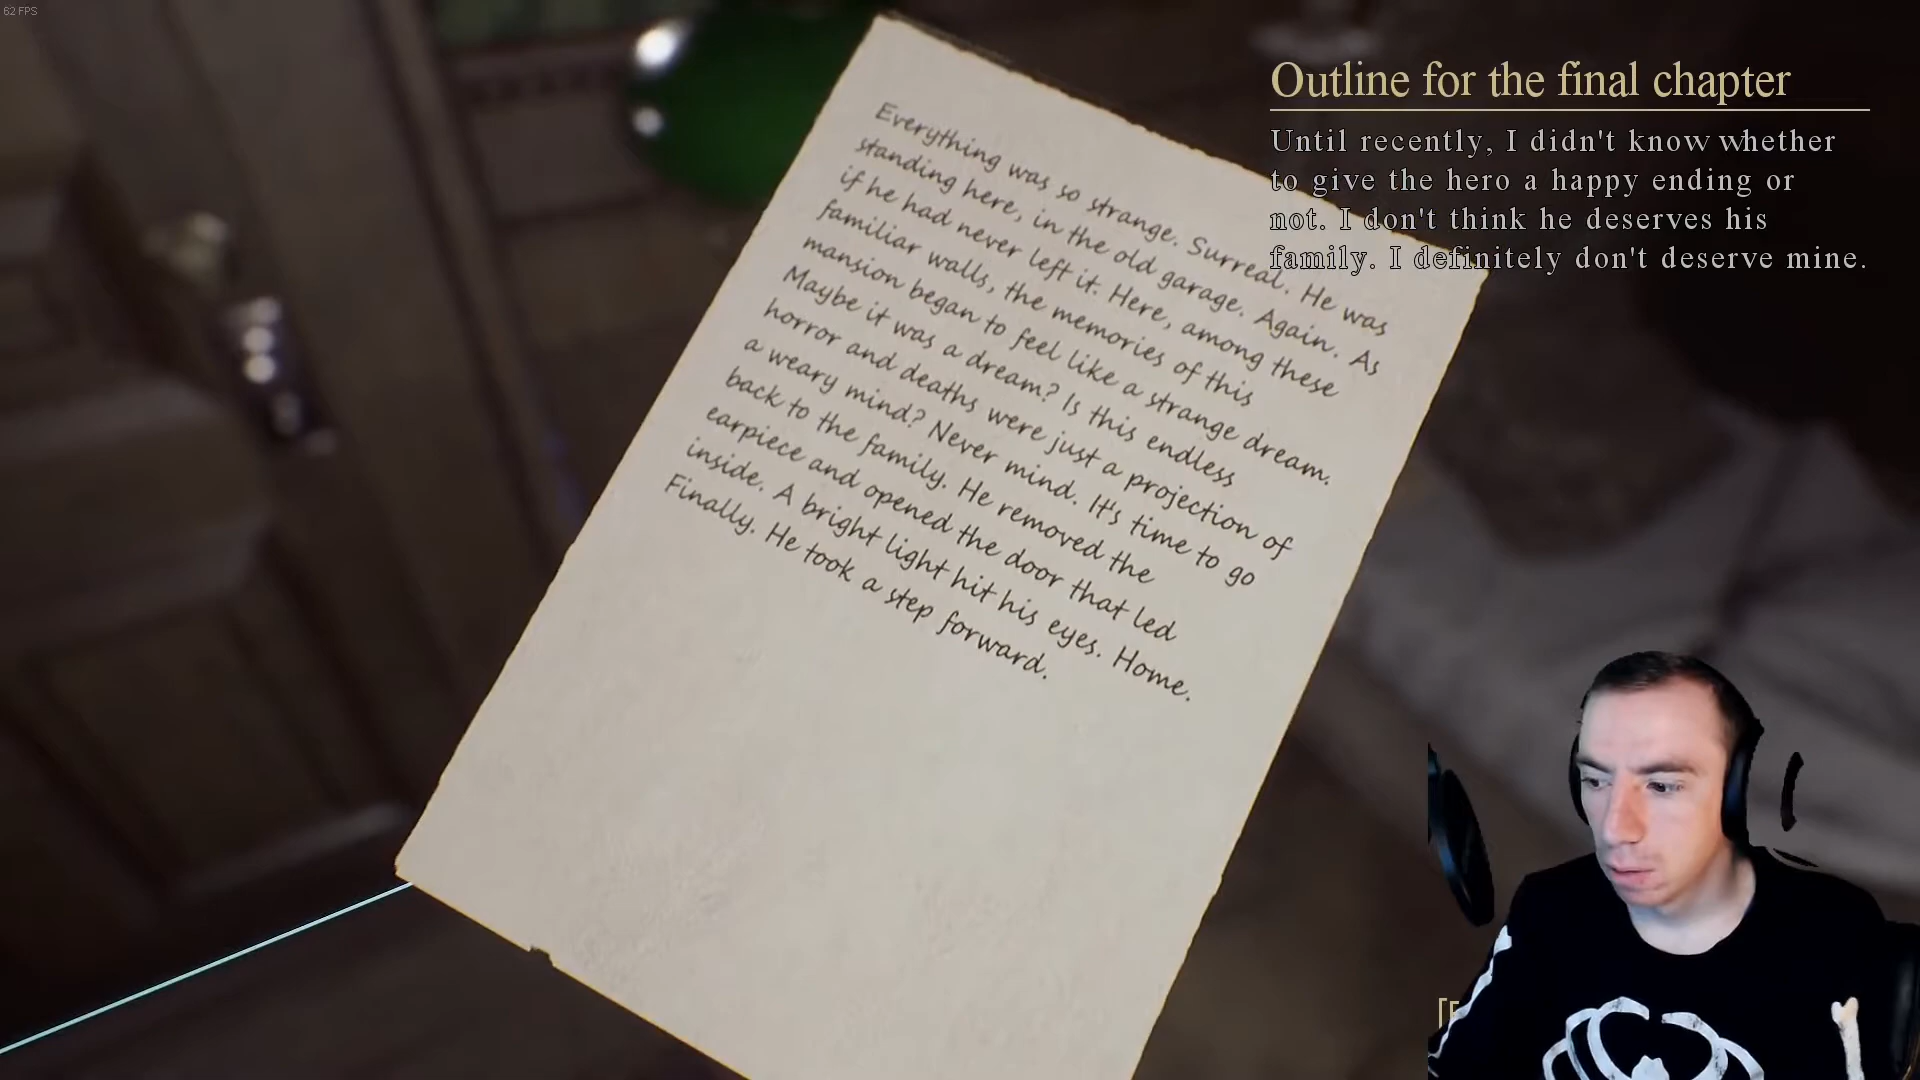 62 FPS
Outline for the final chapter
Until recently, I didn't know whether
to give the hero a happy ending or
not. I don't think he deserves his
family. I definitely don't deserve mine.
Everything was so strange. Surreal. He was
standing here, in the old garage. Again. As
if he had never left it. Here, among these
familiar walls, the memories of this
mansion began to feel like a strange dream.
Maybe it was a dream? Is this endless
horror and deaths were just a projection of
a weary mind? Never mind. It's time to go
back to the family. He removed the
earpiece and opened the door that led
inside. A bright light hit his eyes. Home.
Finally. He took a step forward.